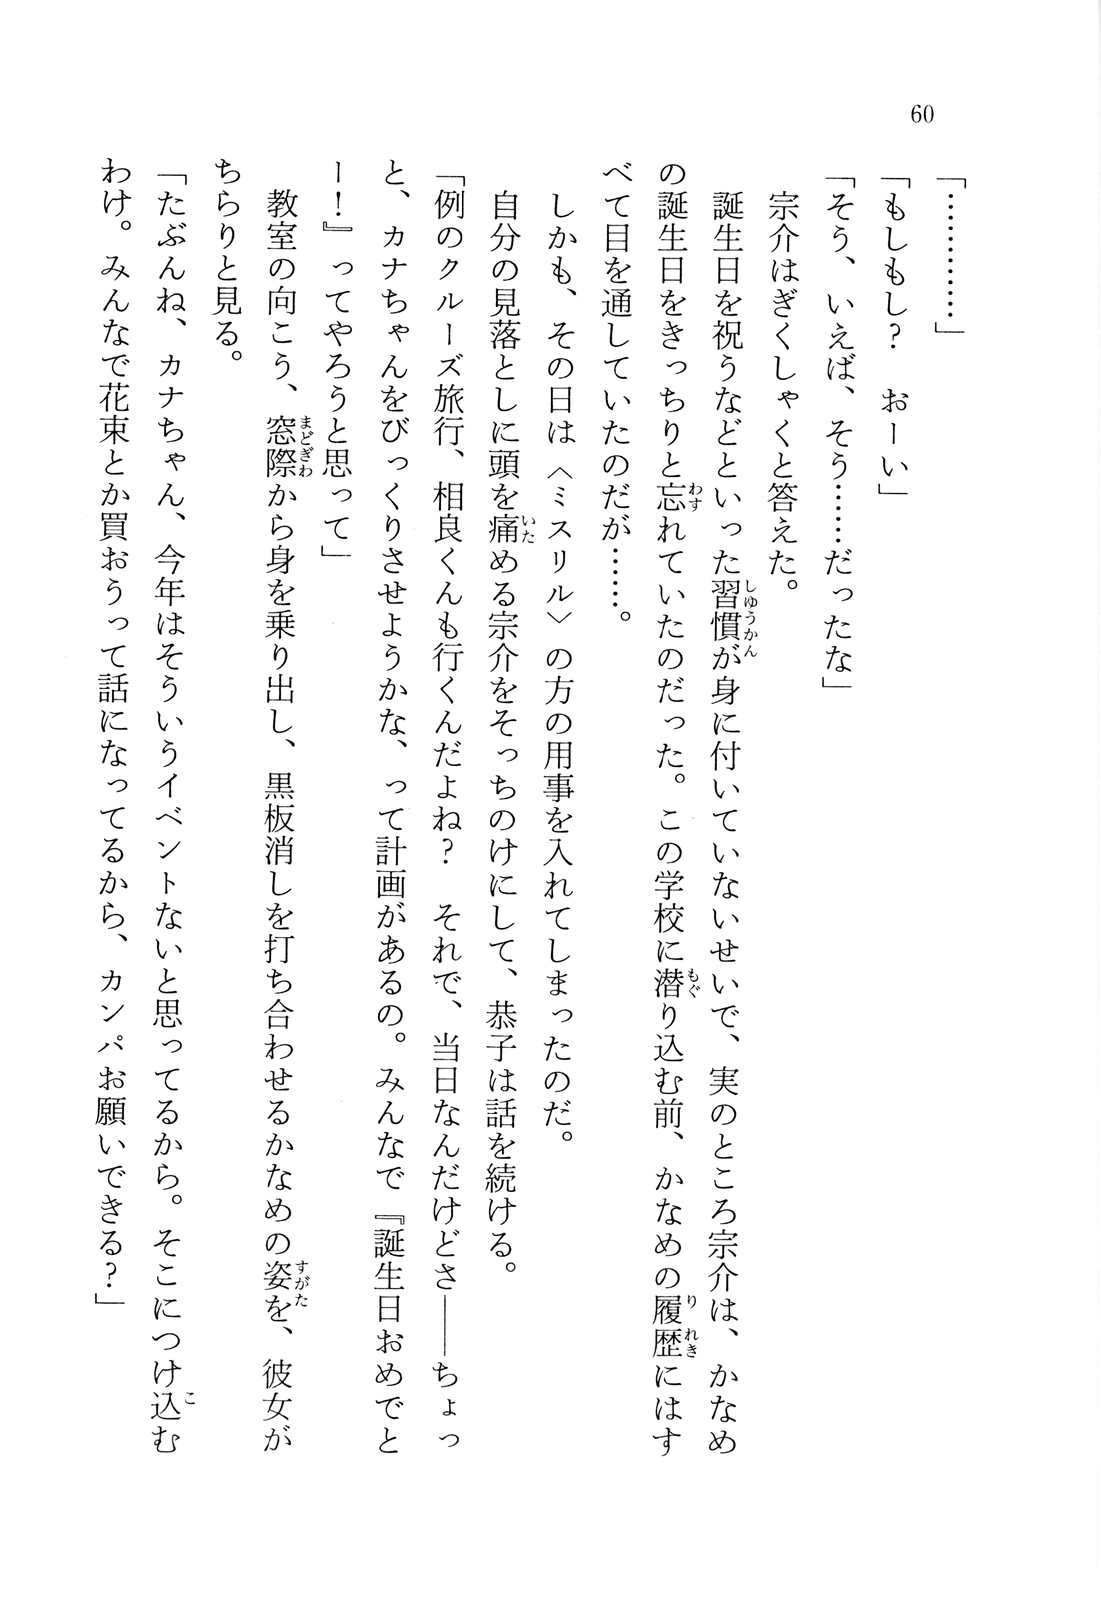 60
「…………」
「もしもし？　おーい」
「そう、いえば、そう……だったな」
　宗介はぎくしゃくと答えた。
　誕生日を祝うなどといった習慣が身に付いていないせいで、実のところ宗介は、かなめ
の誕生日をきっちりと忘れていたのだった。この学校に潜り込む前、かなめの履歴にはす
べて目を通していたのだが……。
　しかも、その日は〈ミスリル〉の方の用事を入れてしまったのだ。
　自分の見落としに頭を痛める宗介をそっちのけにして、恭子は話を続ける。
「例のクルーズ旅行、相良くんも行くんだよね？　それで、当日なんだけどさ――ちょっ
と、カナちゃんをびっくりさせようかな、って計画があるの。みんなで『誕生日おめでと
ー！』ってやろうと思って」
　教室の向こう、窓際から身を乗り出し、黒板消しを打ち合わせるかなめの姿を、彼女が
ちらりと見る。
「たぶんね、カナちゃん、今年はそういうイベントないと思ってるから。そこにつけ込む
わけ。みんなで花束とか買おうって話になってるから、カンパお願いできる？」